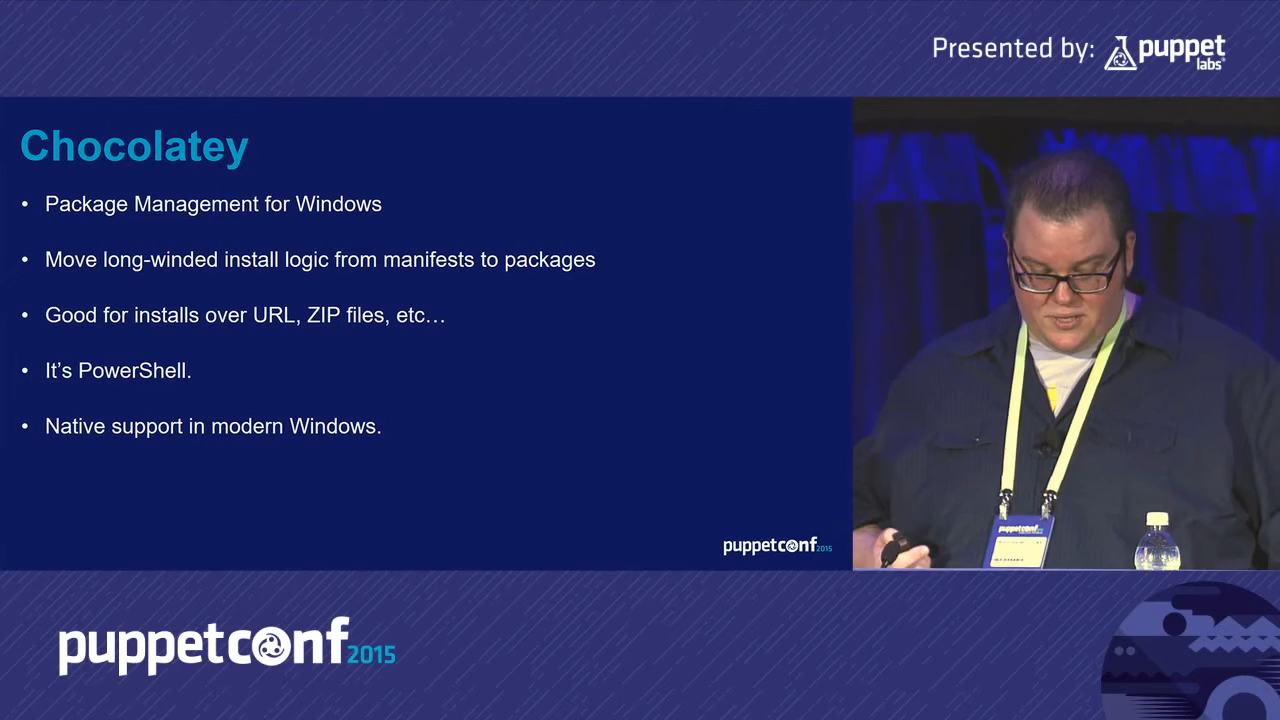 Presented by: puppet labs
Chocolatey
• Package Management for Windows
• Move long-winded install logic from manifests to packages
• Good for installs over URL, ZIP files, etc…
• It’s PowerShell.
• Native support in modern Windows.
puppetconf 2015
puppetconf
puppetconf 2015